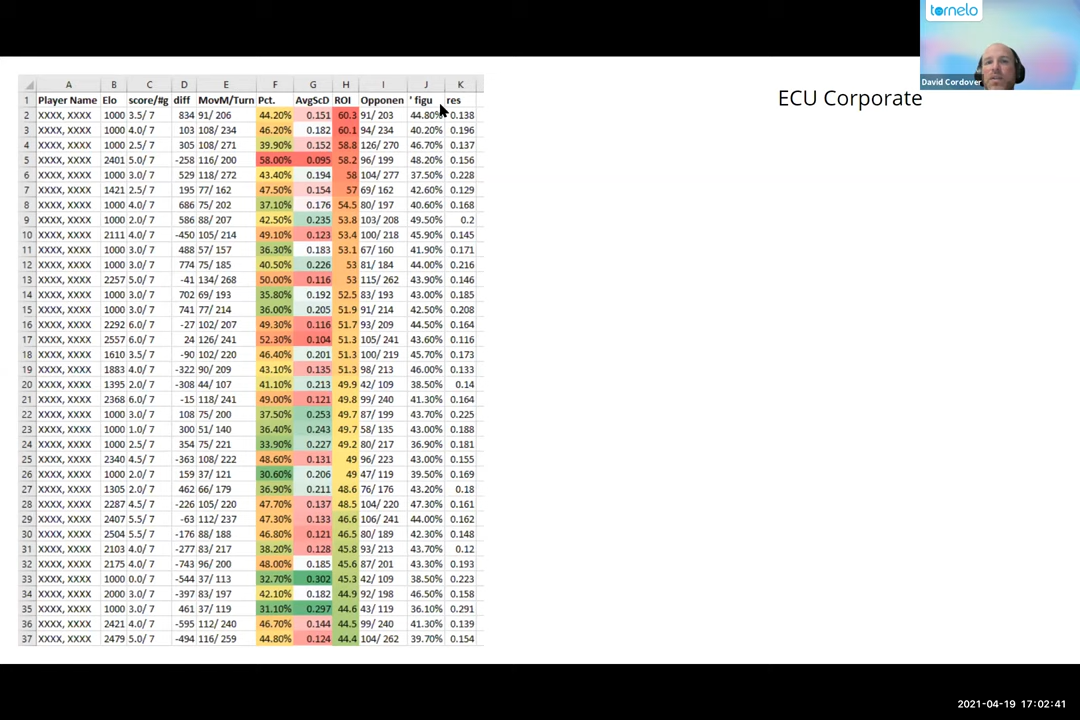 tornelo
David Cordover
ECU Corporate
A B C D E F G H I J K
1 Player Name Elo score/#g diff MovM/Turn Pct. AvgScD ROI Opponen ' figu res
2 XXXX, XXXX 1000 3.5/ 7 834 91/ 206 44.20% 0.151 60.3 91/ 203 44.80% 0.138
3 XXXX, XXXX 1000 4.0/ 7 103 108/ 234 46.20% 0.182 60.1 94/ 234 40.20% 0.196
4 XXXX, XXXX 1000 2.5/ 7 305 108/ 271 39.90% 0.152 58.8 126/ 270 46.70% 0.137
5 XXXX, XXXX 2401 5.0/ 7 -258 116/ 200 58.00% 0.095 58.2 96/ 199 48.20% 0.156
6 XXXX, XXXX 1000 3.0/ 7 529 118/ 272 43.40% 0.194 58 104/ 277 37.50% 0.228
7 XXXX, XXXX 1421 2.5/ 7 195 77/ 162 47.50% 0.154 57 69/ 162 42.60% 0.129
8 XXXX, XXXX 1000 4.0/ 7 686 75/ 202 37.10% 0.176 54.5 80/ 197 40.60% 0.168
9 XXXX, XXXX 1000 2.0/ 7 586 88/ 207 42.50% 0.235 53.8 103/ 208 49.50% 0.2
10 XXXX, XXXX 2111 4.0/ 7 -450 105/ 214 49.10% 0.123 53.4 100/ 218 45.90% 0.145
11 XXXX, XXXX 1000 3.0/ 7 488 57/ 157 36.30% 0.183 53.1 67/ 160 41.90% 0.171
12 XXXX, XXXX 1000 3.0/ 7 774 75/ 185 40.50% 0.226 53 81/ 184 44.00% 0.216
13 XXXX, XXXX 2257 5.0/ 7 -41 134/ 268 50.00% 0.116 53 115/ 262 43.90% 0.146
14 XXXX, XXXX 1000 3.0/ 7 702 69/ 193 35.80% 0.192 52.5 83/ 193 43.00% 0.185
15 XXXX, XXXX 1000 3.0/ 7 741 77/ 214 36.00% 0.205 51.9 91/ 214 42.50% 0.208
16 XXXX, XXXX 2292 6.0/ 7 -27 102/ 207 49.30% 0.116 51.7 93/ 209 44.50% 0.164
17 XXXX, XXXX 2557 6.0/ 7 24 126/ 241 52.30% 0.104 51.3 105/ 241 43.60% 0.116
18 XXXX, XXXX 1610 3.5/ 7 -90 102/ 220 46.40% 0.201 51.3 100/ 219 45.70% 0.173
19 XXXX, XXXX 1883 4.0/ 7 -322 90/ 209 43.10% 0.135 51.3 98/ 213 46.00% 0.133
20 XXXX, XXXX 1395 2.0/ 7 -308 44/ 107 41.10% 0.213 49.9 42/ 109 38.50% 0.14
21 XXXX, XXXX 2368 6.0/ 7 -15 118/ 241 49.00% 0.121 49.8 99/ 240 41.30% 0.164
22 XXXX, XXXX 1000 3.0/ 7 108 75/ 200 37.50% 0.253 49.7 87/ 199 43.70% 0.225
23 XXXX, XXXX 1000 1.0/ 7 300 51/ 140 36.40% 0.243 49.7 58/ 135 43.00% 0.188
24 XXXX, XXXX 1000 2.5/ 7 354 75/ 221 33.90% 0.227 49.2 80/ 217 36.90% 0.181
25 XXXX, XXXX 2340 4.5/ 7 -363 108/ 222 48.60% 0.131 49 96/ 223 43.00% 0.155
26 XXXX, XXXX 1000 2.0/ 7 159 37/ 121 30.60% 0.206 49 47/ 119 39.50% 0.169
27 XXXX, XXXX 1305 2.0/ 7 462 66/ 179 36.90% 0.211 48.6 76/ 176 43.20% 0.18
28 XXXX, XXXX 2287 4.5/ 7 -226 105/ 220 47.70% 0.137 48.5 104/ 220 47.30% 0.161
29 XXXX, XXXX 2407 5.5/ 7 -63 112/ 237 47.30% 0.133 46.6 106/ 241 44.00% 0.162
30 XXXX, XXXX 2504 5.5/ 7 -176 88/ 188 46.80% 0.121 46.5 80/ 189 42.30% 0.148
31 XXXX, XXXX 2103 4.0/ 7 -277 83/ 217 38.20% 0.128 45.8 93/ 213 43.70% 0.12
32 XXXX, XXXX 2175 4.0/ 7 -743 96/ 200 48.00% 0.185 45.6 87/ 201 43.30% 0.193
33 XXXX, XXXX 1000 0.0/ 7 -544 37/ 113 32.70% 0.302 45.3 42/ 109 38.50% 0.223
34 XXXX, XXXX 2000 3.0/ 7 -397 83/ 197 42.10% 0.182 44.9 92/ 198 46.50% 0.158
35 XXXX, XXXX 1000 3.0/ 7 461 37/ 119 31.10% 0.297 44.6 43/ 119 36.10% 0.291
36 XXXX, XXXX 2421 4.0/ 7 -595 112/ 240 46.70% 0.144 44.5 99/ 240 41.30% 0.139
37 XXXX, XXXX 2479 5.0/ 7 -494 116/ 259 44.80% 0.124 44.4 104/ 262 39.70% 0.154
2021-04-19 17:02:41